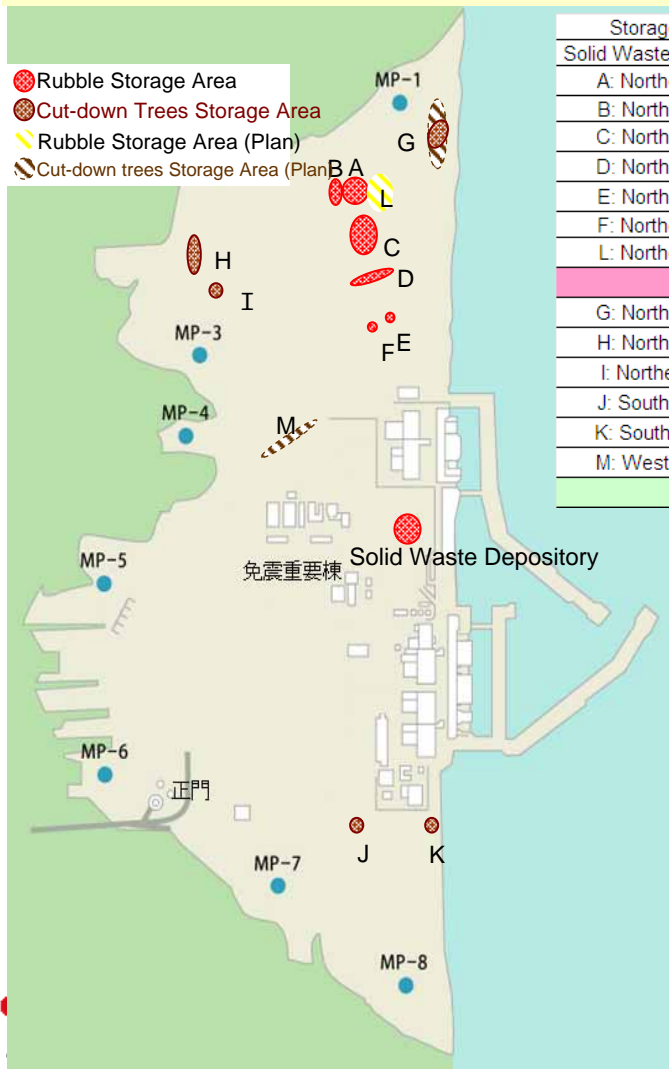 Rubble Storage Area
Cut-down Trees Storage Area
Rubble Storage Area (Plan)
Cut-down trees Storage Area (Plan)
MP-1
G
B A
L
C
D
H
I
E
F
MP-3
MP-4
M
Solid Waste Depository
免震重要棟
MP-5
MP-6
正門
J
K
MP-7
MP-8
Storag
Solid Waste
A: North
B: North
C: North
D: North
E: North
F: North
L: North
G: North
H: North
I: North
J: South
K: South
M: West